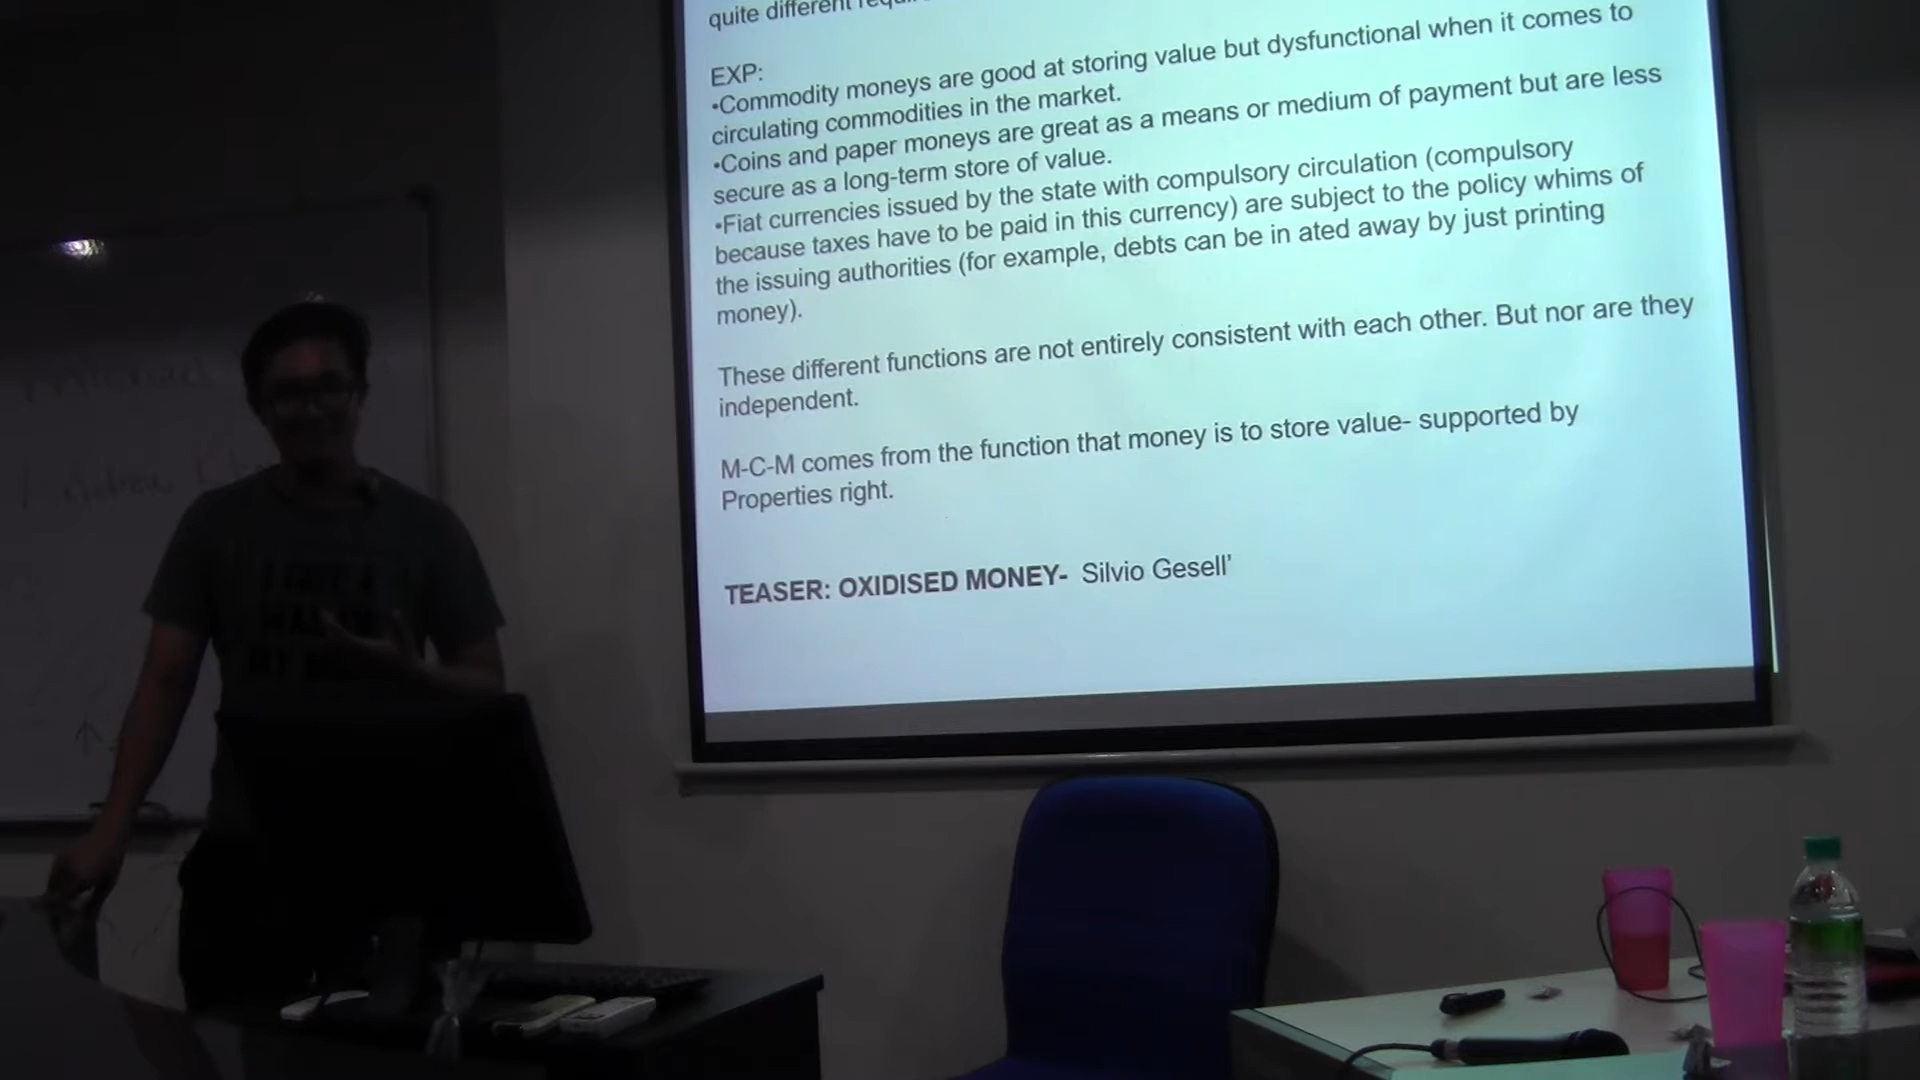 quite different
EXP:
•Commodity moneys are good at storing value but dysfunctional when it comes to
circulating commodities in the market.
•Coins and paper moneys are great as a means or medium of payment but are less
secure as a long-term store of value.
•Fiat currencies issued by the state with compulsory circulation (compulsory
because taxes have to be paid in this currency) are subject to the policy whims of
the issuing authorities (for example, debts can be in ated away by just printing
money).
These different functions are not entirely consistent with each other. But nor are they
independent.
M-C-M comes from the function that money is to store value- supported by
Properties right.
TEASER: OXIDISED MONEY- Silvio Gesell’